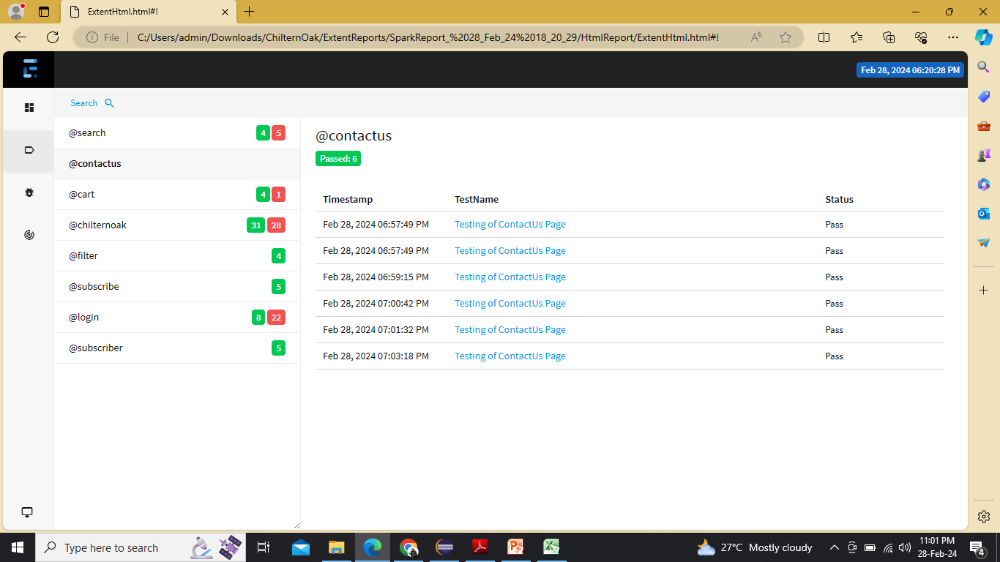 ExtentHtml.html#!
File C:/Users/admin/Downloads/ChilternOak/ExtentReports/SparkReport_%2028_Feb_24%2018_20_29/HtmlReport/ExtentHtml.html#!
Feb 28, 2024 06:20:28 PM
Search
@search 4 5
@contactus
@cart 4 1
@chilternoak 31 28
@filter 4
@subscribe 5
@login 8 22
@subscriber 5
@contactus
Passed: 6
Timestamp TestName Status
Feb 28, 2024 06:57:49 PM Testing of ContactUs Page Pass
Feb 28, 2024 06:57:49 PM Testing of ContactUs Page Pass
Feb 28, 2024 06:59:15 PM Testing of ContactUs Page Pass
Feb 28, 2024 07:00:42 PM Testing of ContactUs Page Pass
Feb 28, 2024 07:01:32 PM Testing of ContactUs Page Pass
Feb 28, 2024 07:03:18 PM Testing of ContactUs Page Pass
Type here to search
27°C Mostly cloudy
11:01 PM
28-Feb-24
4